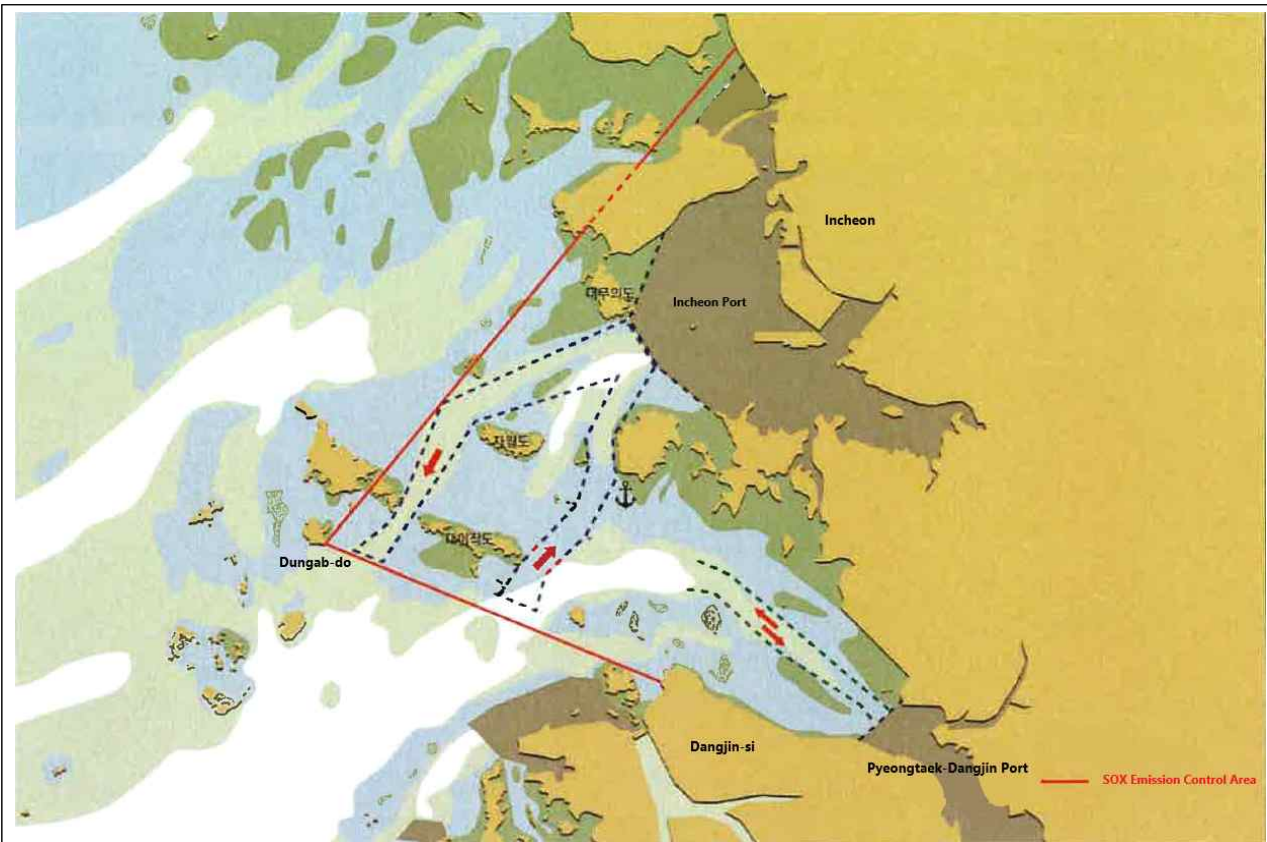 Incheon
대무의도
Incheon Port
자월도
대이작도
Dungab-do
Dangjin-si
Pyeongtaek-Dangjin Port
SOX Emission Control Area